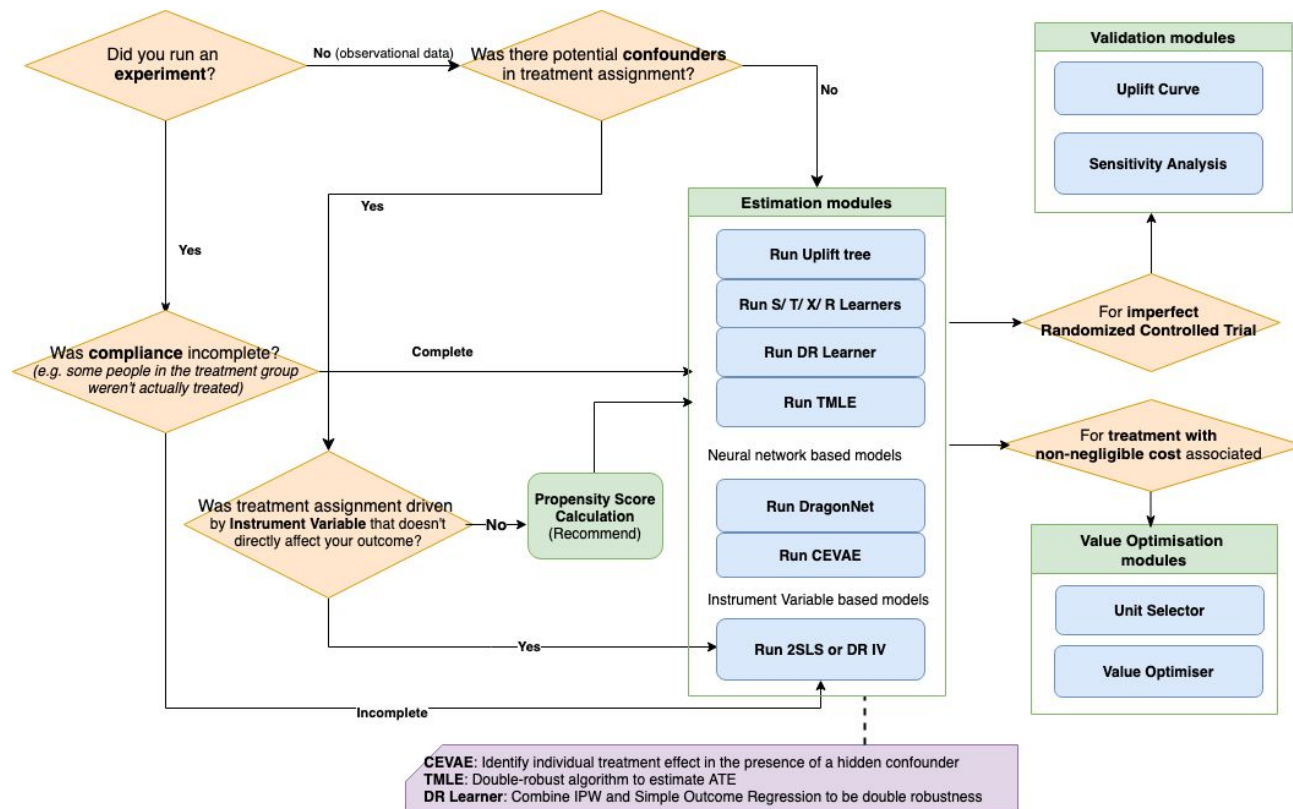 Did you run an
experiment?
No (observational data)
Was there potential confounders
in treatment assignment?
No
Yes
Yes
Was compliance incomplete?
(e.g. some people in the treatment group
weren't actually treated)
Complete
Incomplete
Was treatment assignment driven
by Instrument Variable that doesn't
directly affect your outcome?
No
Yes
Propensity Score
Calculation
(Recommend)
Estimation modules
Run Uplift tree
Run S/ T/ X/ R Learners
Run DR Learner
Run TMLE
Neural network based models
Run DragonNet
Run CEVAE
Instrument Variable based models
Run 2SLS or DR IV
Validation modules
Uplift Curve
Sensitivity Analysis
For imperfect
Randomized Controlled Trial
For treatment with
non-negligible cost associated
Value Optimisation
modules
Unit Selector
Value Optimiser
CEVAE: Identify individual treatment effect in the presence of a hidden confounder
TMLE: Double-robust algorithm to estimate ATE
DR Learner: Combine IPW and Simple Outcome Regression to be double robustness